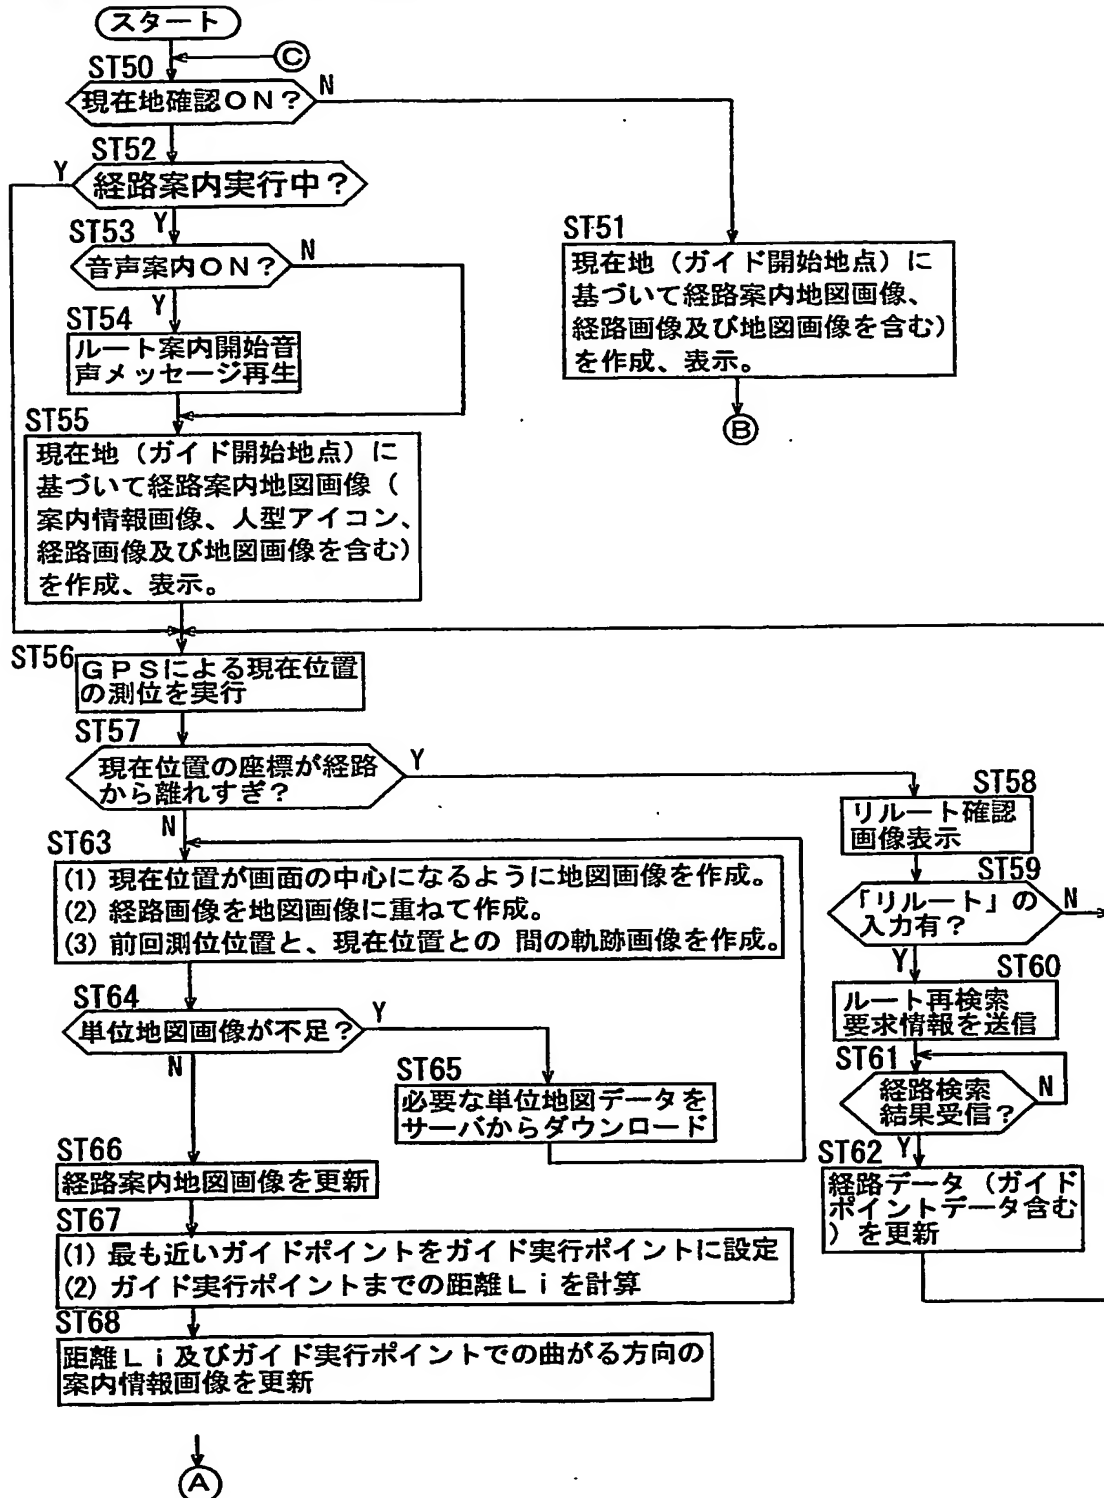 スタート
C
ST50
現在地確認ON?
N
ST52
Y
経路案内実行中?
ST53
Y
音声案内ON?
N
ST54
Y
ルート案内開始音
声メッセージ再生
ST51
現在地(ガイド開始地点)に
基づいて経路案内地図画像、
経路画像及び地図画像を含む)
を作成、表示。
B
ST55
現在地(ガイド開始地点)に
基づいて経路案内地図画像(
案内情報画像、人型アイコン、
経路画像及び地図画像を含む)
を作成、表示。
ST56
GPSによる現在位置
の測位を実行
ST57
現在位置の座標が経路
から離れすぎ?
Y
N
ST58
リルート確認
画像表示
ST59
「リルート」の
入力有?
N
Y
ST60
ルート再検索
要求情報を送信
ST61
経路検索
結果受信?
N
ST62
Y
経路データ(ガイド
ポイントデータ含む
)を更新
ST63
(1) 現在位置が画面の中心になるように地図画像を作成。
(2) 経路画像を地図画像に重ねて作成。
(3) 前回測位位置と、現在位置との 間の軌跡画像を作成。
ST64
単位地図画像が不足?
Y
N
ST65
必要な単位地図データを
サーバからダウンロード
ST66
経路案内地図画像を更新
ST67
(1) 最も近いガイドポイントをガイド実行ポイントに設定
(2) ガイド実行ポイントまでの距離Liを計算
ST68
距離Li及びガイド実行ポイントでの曲がる方向の
案内情報画像を更新
A